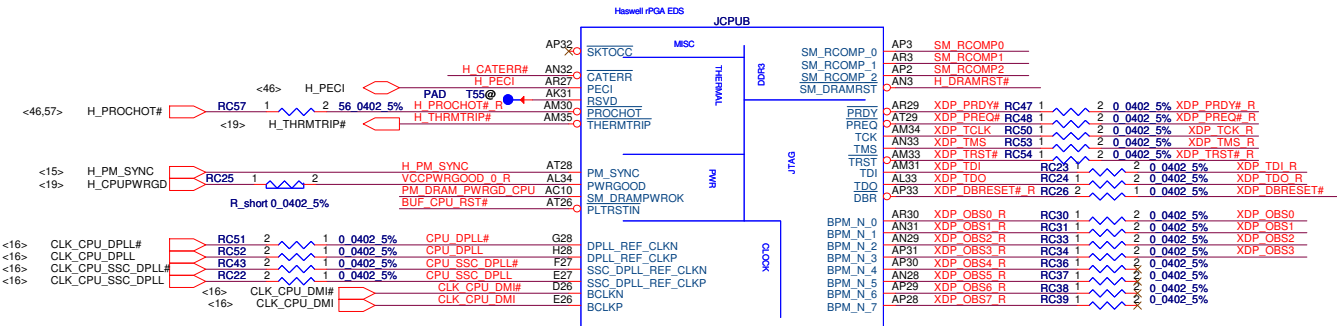 Haswell rPGA EDS
JCPUB
MISC
THERMAL
DDR3
PWR
JTAG
CLOCK
AP32 SKTOCC
H_CATERR# AN32 CATERR
<46> H_PECI H_PECI AR27 PECI
PAD T55@ AK31 RSVD
<46,57> H_PROCHOT# RC57 1 2 56_0402_5% H_PROCHOT#_R AM30 PROCHOT
<19> H_THRMTRIP# H_THRMTRIP# AM35 THERMTRIP
<15> H_PM_SYNC H_PM_SYNC AT28 PM_SYNC
<19> H_CPUPWRGD RC25 1 2 VCCPWRGOOD_0_R AL34 PWRGOOD
R_short 0_0402_5%
PM_DRAM_PWRGD_CPU AC10 SM_DRAMPWROK
BUF_CPU_RST# AT26 PLTRSTIN
<16> CLK_CPU_DPLL# RC51 2 1 0_0402_5% CPU_DPLL# G28 DPLL_REF_CLKN
<16> CLK_CPU_DPLL RC52 2 1 0_0402_5% CPU_DPLL H28 DPLL_REF_CLKP
<16> CLK_CPU_SSC_DPLL# RC43 2 1 0_0402_5% CPU_SSC_DPLL# F27 SSC_DPLL_REF_CLKN
<16> CLK_CPU_SSC_DPLL RC22 2 1 0_0402_5% CPU_SSC_DPLL E27 SSC_DPLL_REF_CLKP
<16> CLK_CPU_DMI# CLK_CPU_DMI# D26 BCLKN
<16> CLK_CPU_DMI CLK_CPU_DMI E26 BCLKP
SM_RCOMP_0 AP3 SM_RCOMP0
SM_RCOMP_1 AR3 SM_RCOMP1
SM_RCOMP_2 AP2 SM_RCOMP2
SM_DRAMRST AN3 H_DRAMRST#
PRDY AR29 XDP_PRDY# RC47 1 2 0_0402_5% XDP_PRDY#_R
PREQ AT29 XDP_PREQ# RC48 1 2 0_0402_5% XDP_PREQ#_R
TCK AM34 XDP_TCLK RC50 1 2 0_0402_5% XDP_TCK_R
TMS AN33 XDP_TMS RC53 1 2 0_0402_5% XDP_TMS_R
TRST AM33 XDP_TRST# RC54 1 2 0_0402_5% XDP_TRST#_R
TDI AM31 XDP_TDI RC23 1 2 0_0402_5% XDP_TDI_R
TDO AL33 XDP_TDO RC24 1 2 0_0402_5% XDP_TDO_R
DBR AP33 XDP_DBRESET#_R RC26 2 1 0_0402_5% XDP_DBRESET#
BPM_N_0 AR30 XDP_OBS0_R RC30 1 2 0_0402_5% XDP_OBS0
BPM_N_1 AN31 XDP_OBS1_R RC31 1 2 0_0402_5% XDP_OBS1
BPM_N_2 AN29 XDP_OBS2_R RC33 1 2 0_0402_5% XDP_OBS2
BPM_N_3 AP31 XDP_OBS3_R RC34 1 2 0_0402_5% XDP_OBS3
BPM_N_4 AP30 XDP_OBS4_R RC36 1 2 0_0402_5%
BPM_N_5 AN28 XDP_OBS5_R RC37 1 2 0_0402_5%
BPM_N_6 AP29 XDP_OBS6_R RC38 1 2 0_0402_5%
BPM_N_7 AP28 XDP_OBS7_R RC39 1 2 0_0402_5%